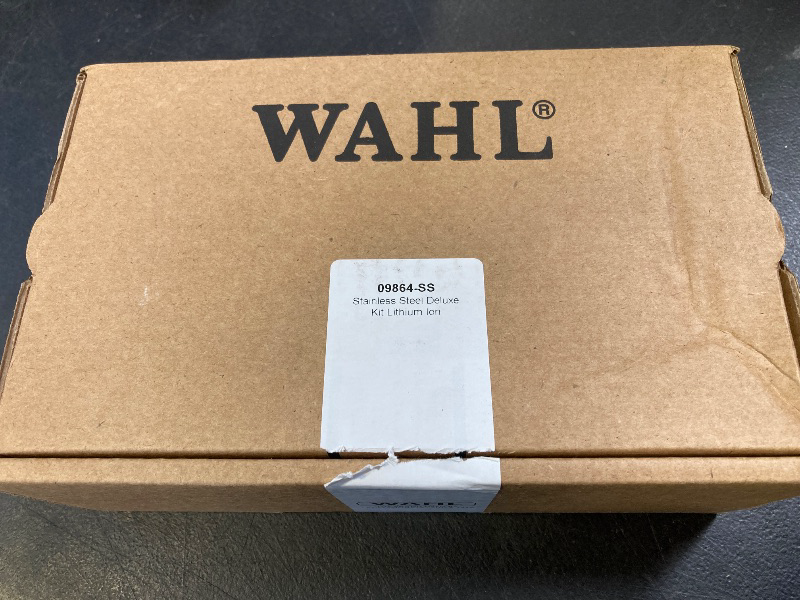 WAHL®
09864-SS
Stainless Steel Deluxe
Kit Lithium Ion
WAHL